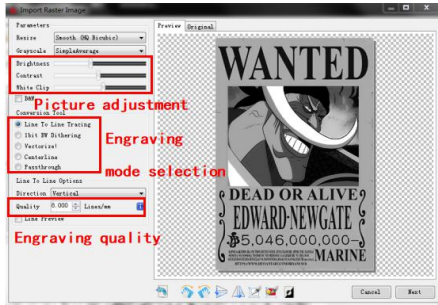 Import Raster Image
Parameters
Resize Smooth (HQ Bicubic)
Grayscale SimpleAverage
Brightness
Contrast
White Clip
B&W
Picture adjustment
Conversion Tool
Line To Line Tracing
1bit BW Dithering
Vectorize!
Centerline
Passthrough
Engraving
mode selection
Line To Line Options
Direction Vertical
Quality 8.000 Lines/mm
Line Preview
Engraving quality
Preview Original
WANTED
DEAD OR ALIVE
EDWARD·NEWGATE
5,046,000,000-
MARINE
Cancel Next